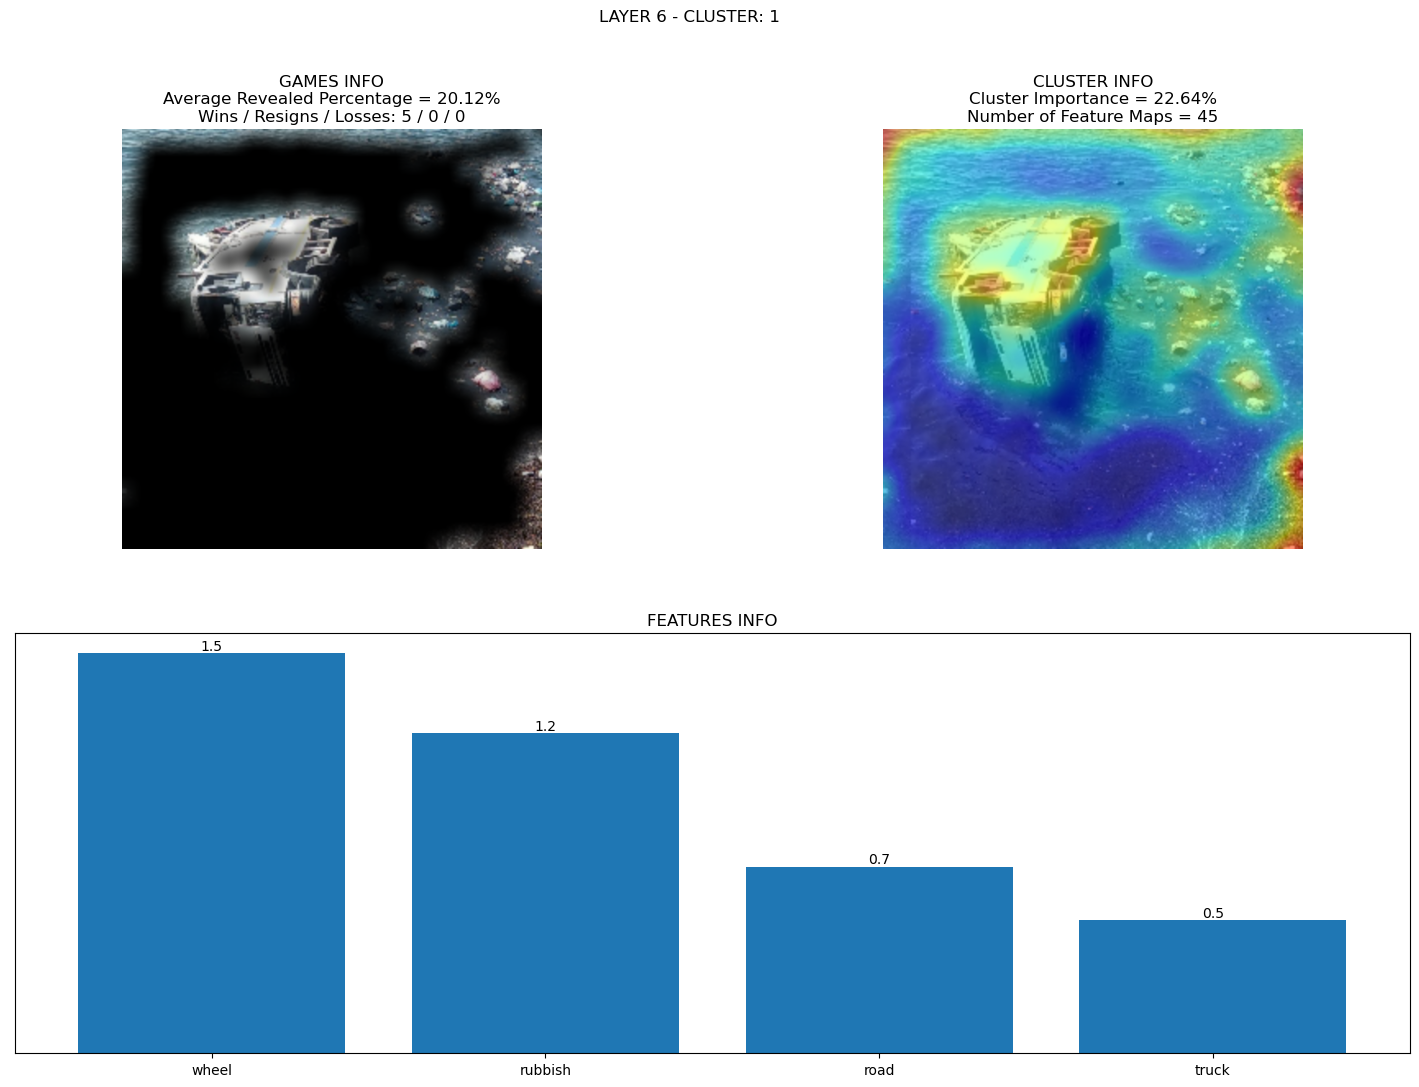 LAYER 6 - CLUSTER: 1
GAMES INFO
Average Revealed Percentage = 20.12%
Wins / Resigns / Losses: 5 / 0 / 0
CLUSTER INFO
Cluster Importance = 22.64%
Number of Feature Maps = 45
FEATURES INFO
1.5
1.2
0.7
0.5
wheel
rubbish
road
truck